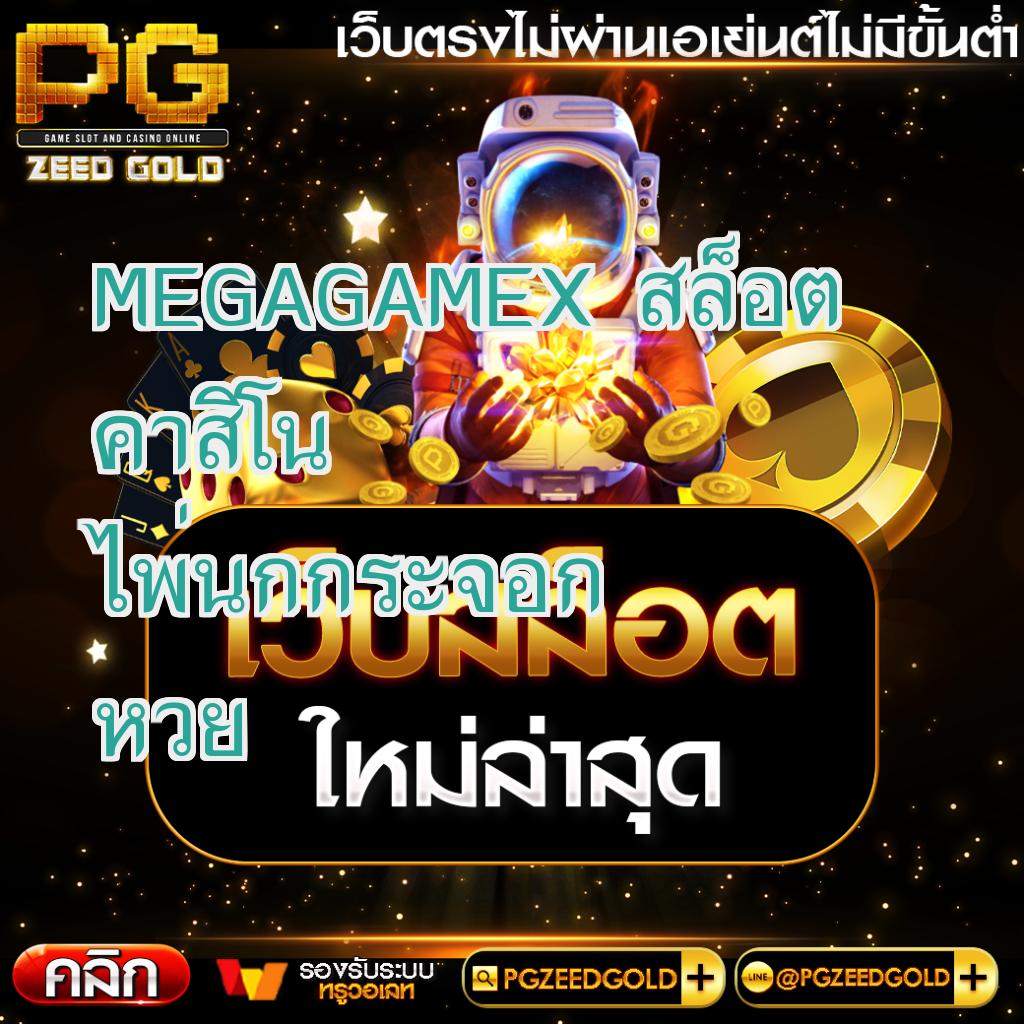 เว็บตรงไม่ผ่านเอเย่นต์ไม่มีขั้นต่ำ
PG
GAME SLOT AND CASINO ONLINE
ZEED GOLD
MEGAGAMEX สล็อต
คาสิโน
ไพ่นกกระจอก
เว็บสล็อต
หวย
ใหม่ล่าสุด
คลิก
รองรับระบบ
ทรูวอเลท
PGZEEDGOLD +
LINE @PGZEEDGOLD +